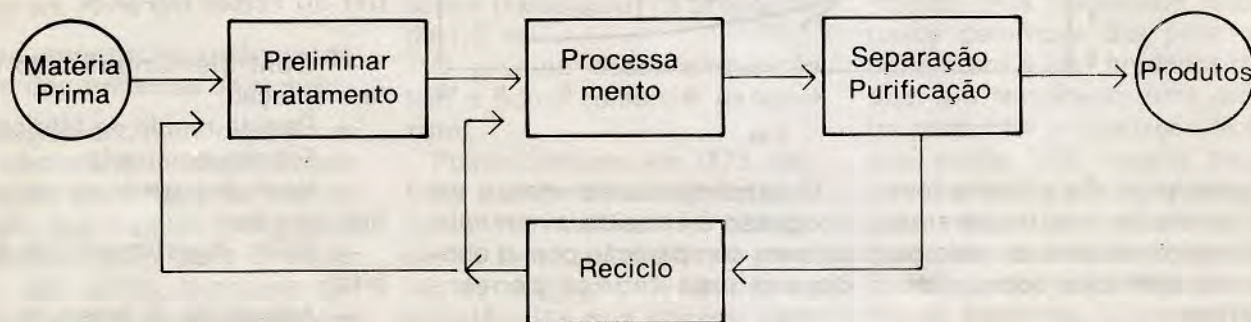 Matéria
Prima
Preliminar
Tratamento
Processa
mento
Separação
Purificação
Produtos
Reciclo